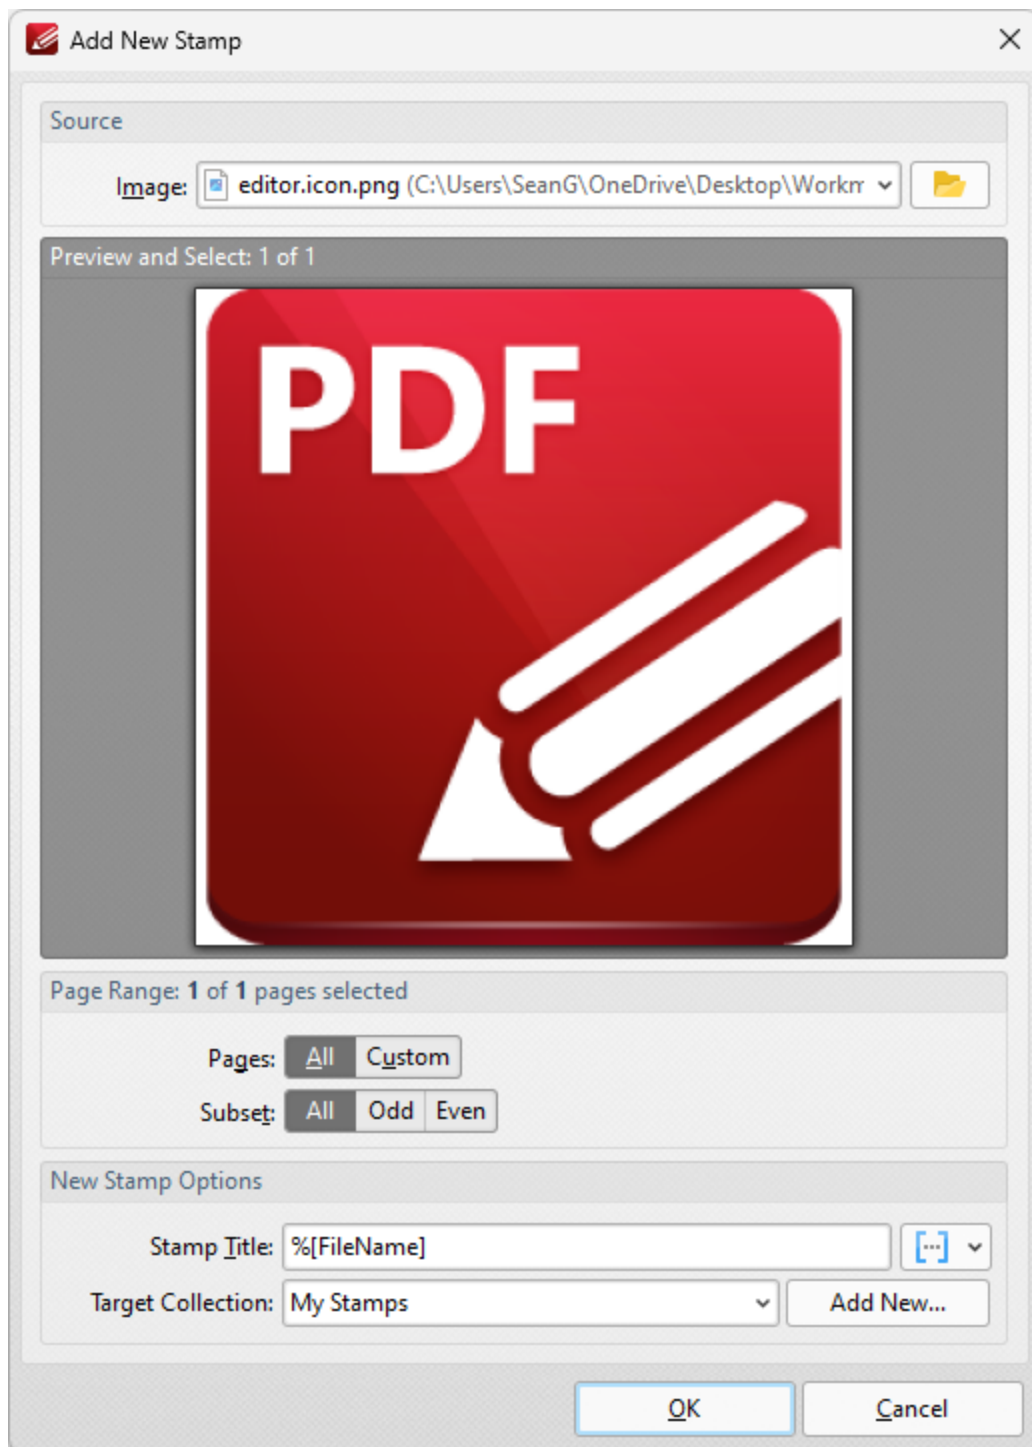 Add New Stamp
Source
Image: editor.icon.png (C:\Users\SeanG\OneDrive\Desktop\Workm
Preview and Select: 1 of 1
PDF
Page Range: 1 of 1 pages selected
Pages: All Custom
Subset: All Odd Even
New Stamp Options
Stamp Title: %[FileName]
Target Collection: My Stamps Add New...
OK Cancel